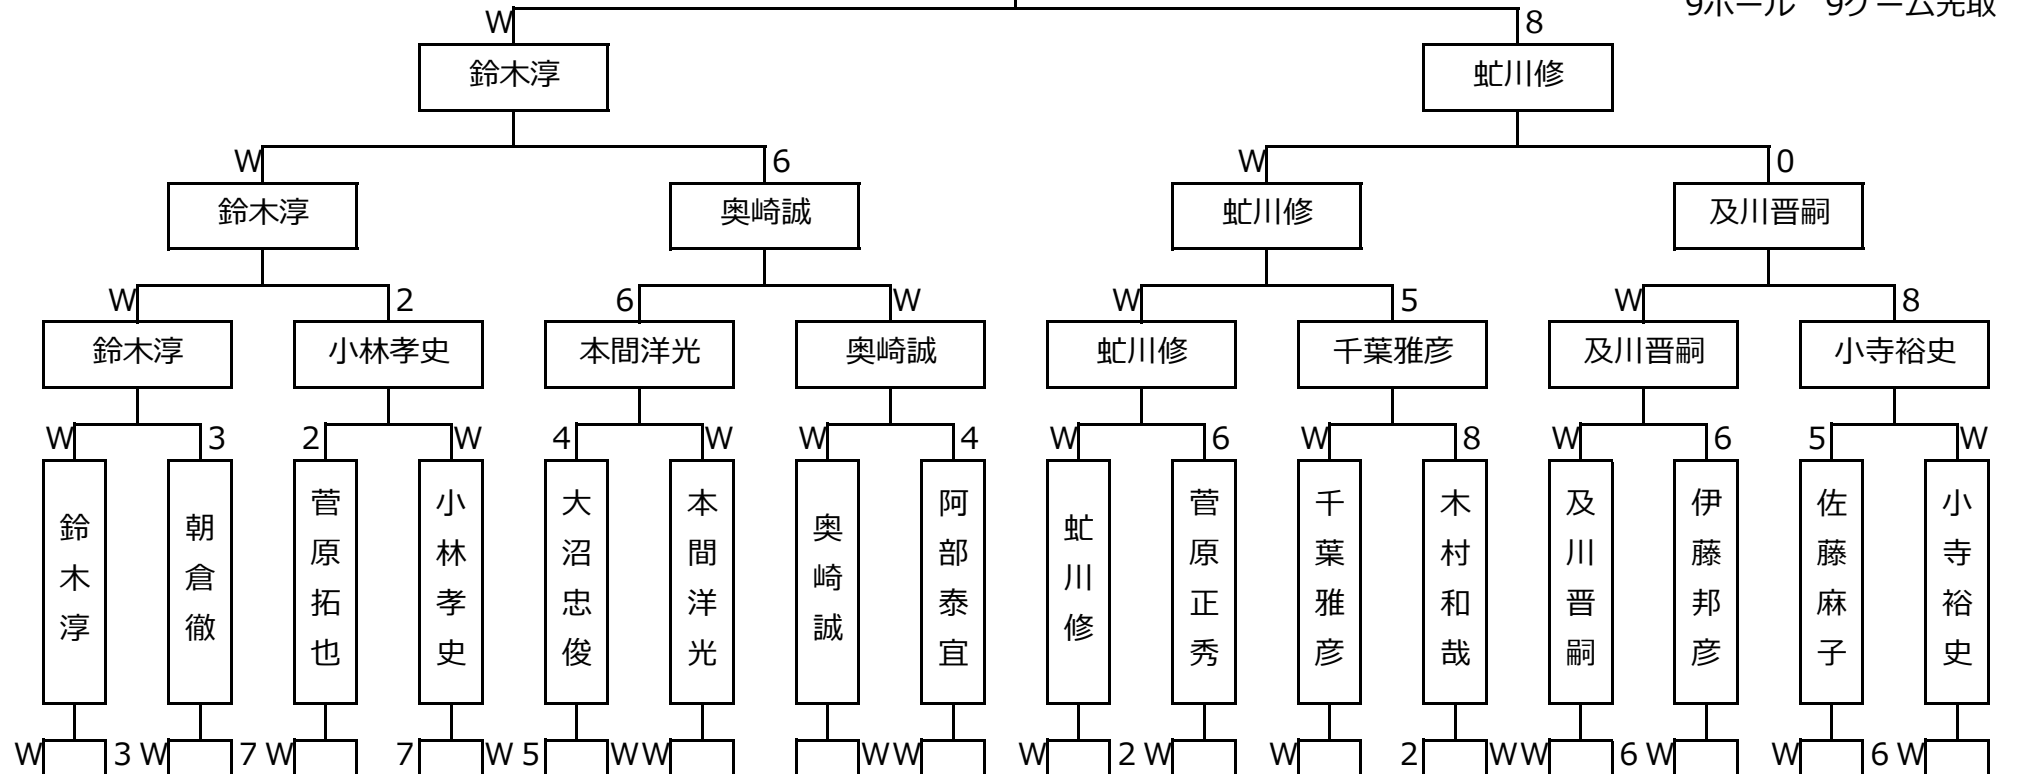 9ボール　9ゲーム先取
W 8
鈴木淳 虻川修
W 6 W 0
鈴木淳 奥崎誠 虻川修 及川晋嗣
W 2 6 W W 5 W 8
鈴木淳 小林孝史 本間洋光 奥崎誠 虻川修 千葉雅彦 及川晋嗣 小寺裕史
W 3 2 W 4 W W 4 W 6 W 8 W 6 5 W
鈴木淳 朝倉徹 菅原拓也 小林孝史 大沼忠俊 本間洋光 奥崎誠 阿部泰宜 虻川修 菅原正秀 千葉雅彦 木村和哉 及川晋嗣 伊藤邦彦 佐藤麻子 小寺裕史
W 3 W 7 W 7 W 5 W W W W W 2 W W 2 W W 6 W W 6 W